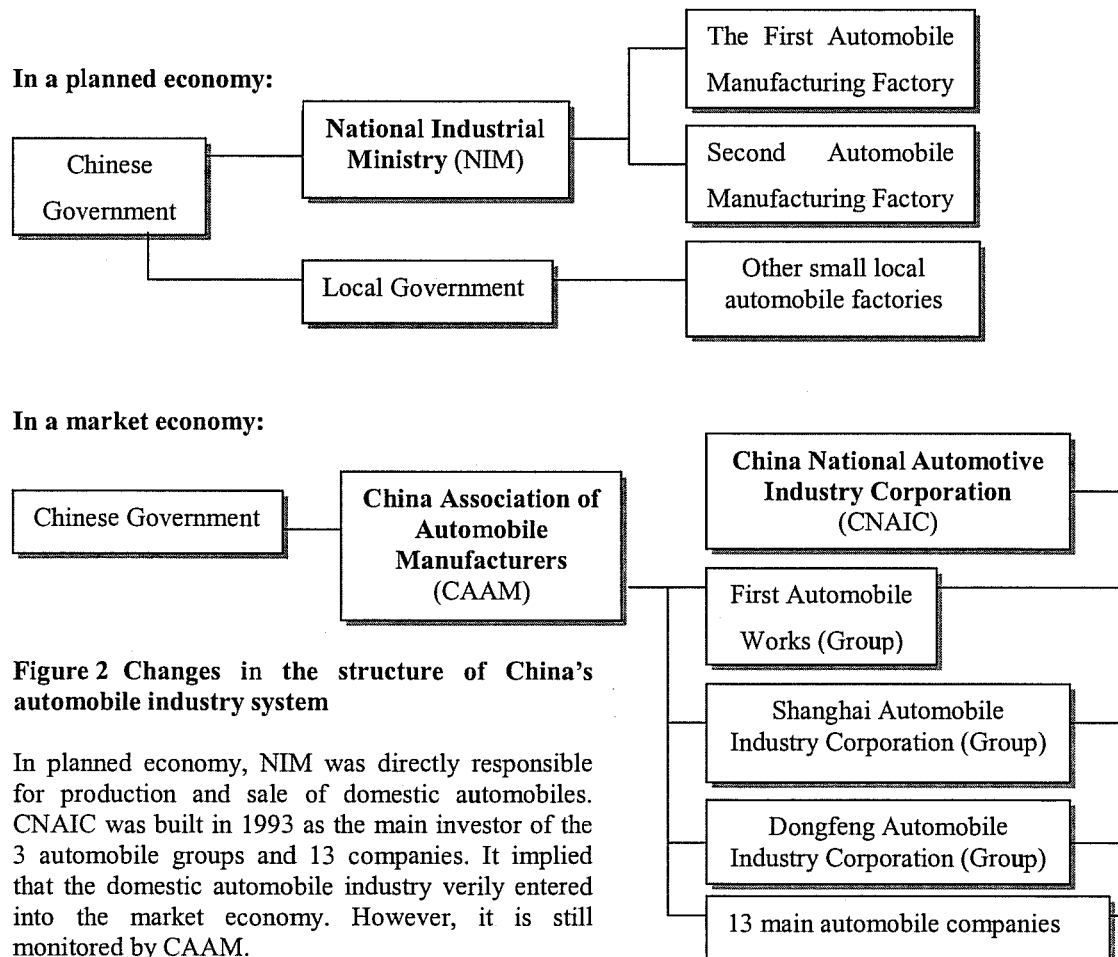 In a planned economy:
Chinese
Government
National Industrial
Ministry (NIM)
The First Automobile
Manufacturing Factory
Second Automobile
Manufacturing Factory
Local Government
Other small local
automobile factories
In a market economy:
Chinese Government
China Association of
Automobile
Manufacturers
(CAAM)
China National Automotive
Industry Corporation
(CNAIC)
First Automobile
Works (Group)
Shanghai Automobile
Industry Corporation (Group)
Dongfeng Automobile
Industry Corporation (Group)
13 main automobile companies
Figure 2 Changes in the structure of China's
automobile industry system
In planned economy, NIM was directly responsible
for production and sale of domestic automobiles.
CNAIC was built in 1993 as the main investor of the
3 automobile groups and 13 companies. It implied
that the domestic automobile industry verily entered
into the market economy. However, it is still
monitored by CAAM.